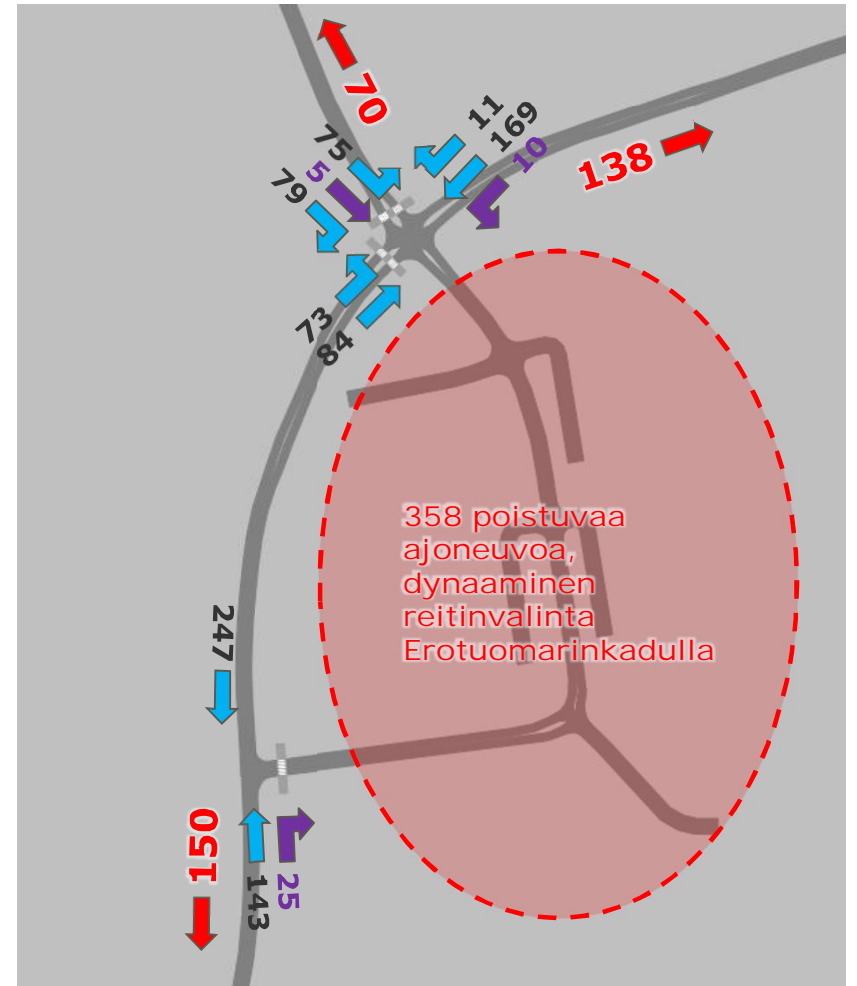 70
11
169
10
138
75
5
79
73
84
358 poistuvaa
ajoneuvoa,
dynaaminen
reitinvalinta
Erotuomarinkadulla
247
150
143
25